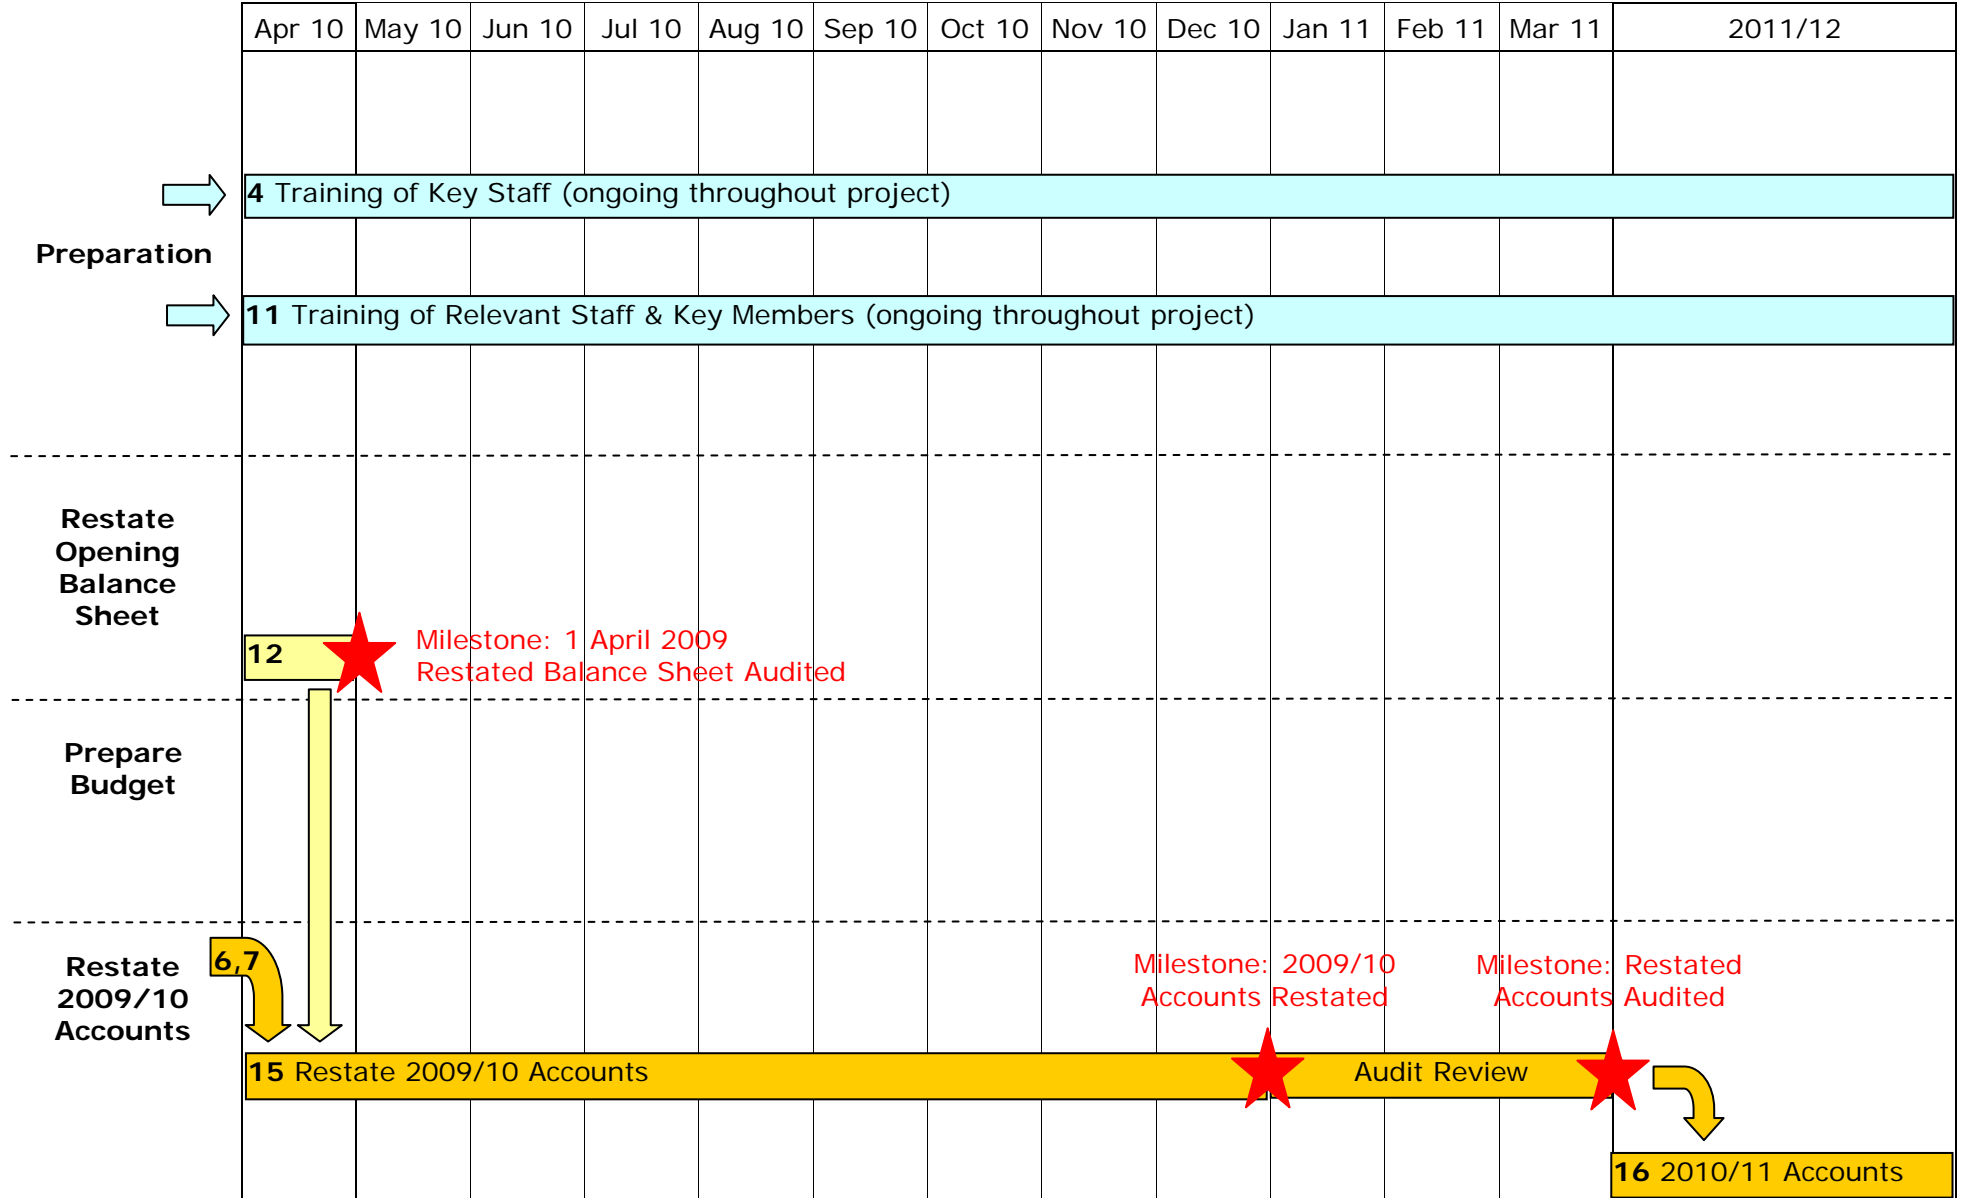 Apr 10 May 10 Jun 10 Jul 10 Aug 10 Sep 10 Oct 10 Nov 10 Dec 10 Jan 11 Feb 11 Mar 11 2011/12
4 Training of Key Staff (ongoing throughout project)
Preparation
11 Training of Relevant Staff & Key Members (ongoing throughout project)
Restate
Opening
Balance
Sheet
12
Milestone: 1 April 2009
Restated Balance Sheet Audited
Prepare
Budget
Restate
2009/10
Accounts
6,7
Milestone: 2009/10
Accounts Restated
Milestone: Restated
Accounts Audited
15 Restate 2009/10 Accounts
Audit Review
16 2010/11 Accounts